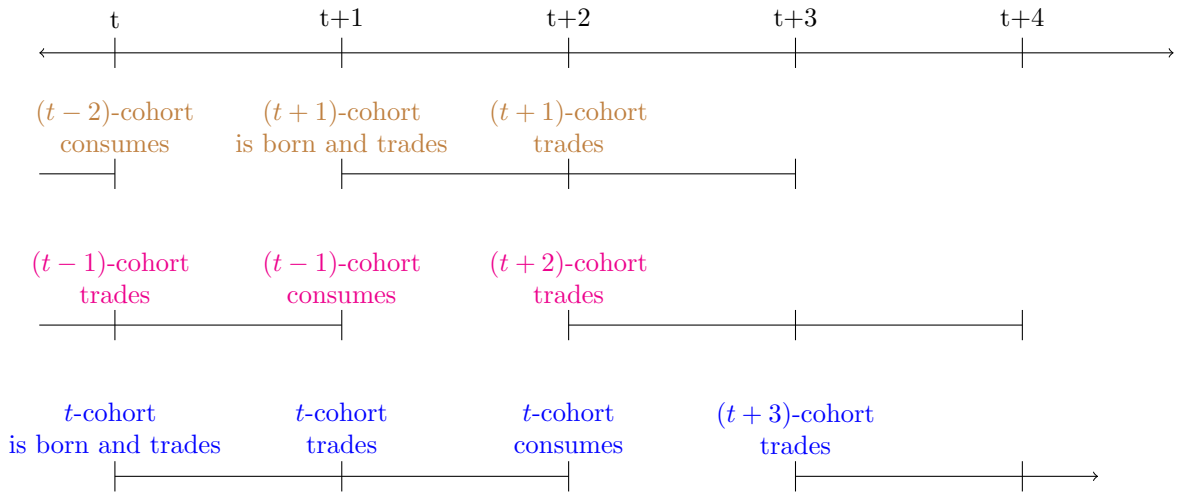 t t+1 t+2 t+3 t+4
(t − 2)-cohort (t + 1)-cohort (t + 1)-cohort
consumes is born and trades trades
(t − 1)-cohort (t − 1)-cohort (t + 2)-cohort
trades consumes trades
t-cohort t-cohort t-cohort (t + 3)-cohort
is born and trades trades consumes trades